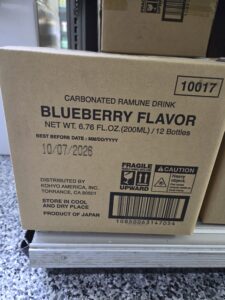 10017
CARBONATED RAMUNE DRINK
BLUEBERRY FLAVOR
NET WT. 6.76 FL.OZ.(200ML) / 12 Bottles
BEST BEFORE DATE : MM/DD/YYYY
10/07/2026
DISTRIBUTED BY
KOHYO AMERICA, INC.
TORRANCE, CA 90501
STORE IN COOL
AND DRY PLACE
PRODUCT OF JAPAN
FRAGILE
UPWARD
CAUTION